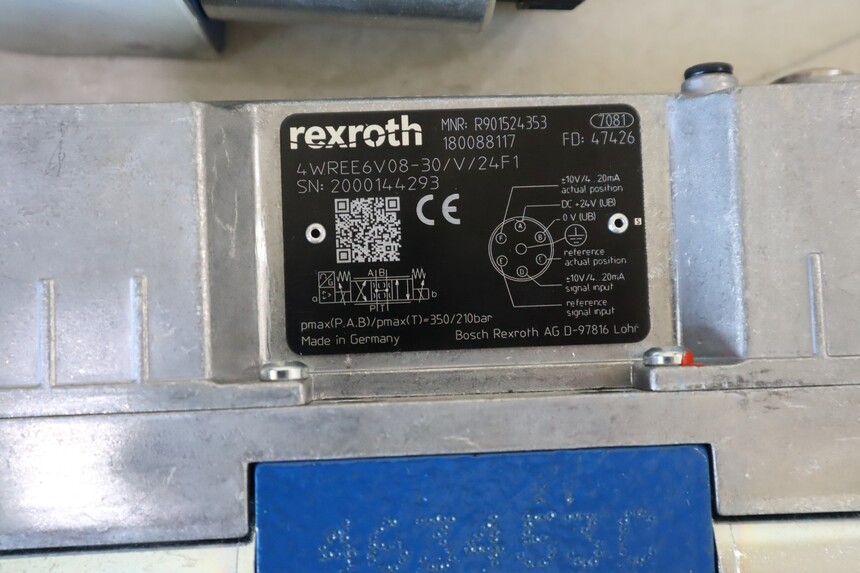 rexroth
MNR: R901524353
7081
180088117
FD: 47426
4WREE6V08-30/V/24F1
SN: 2000144293
CE
±10V/4..20mA
actual position
DC +24V (UB)
0 V (UB)
A
F
B
E
C
D
reference
actual position
±10V/4..20mA
signal input
reference
signal input
G
A B
a
b
P T
pmax(P.A.B)/pmax(T)=350/210bar
Made in Germany
Bosch Rexroth AG D-97816 Lohr